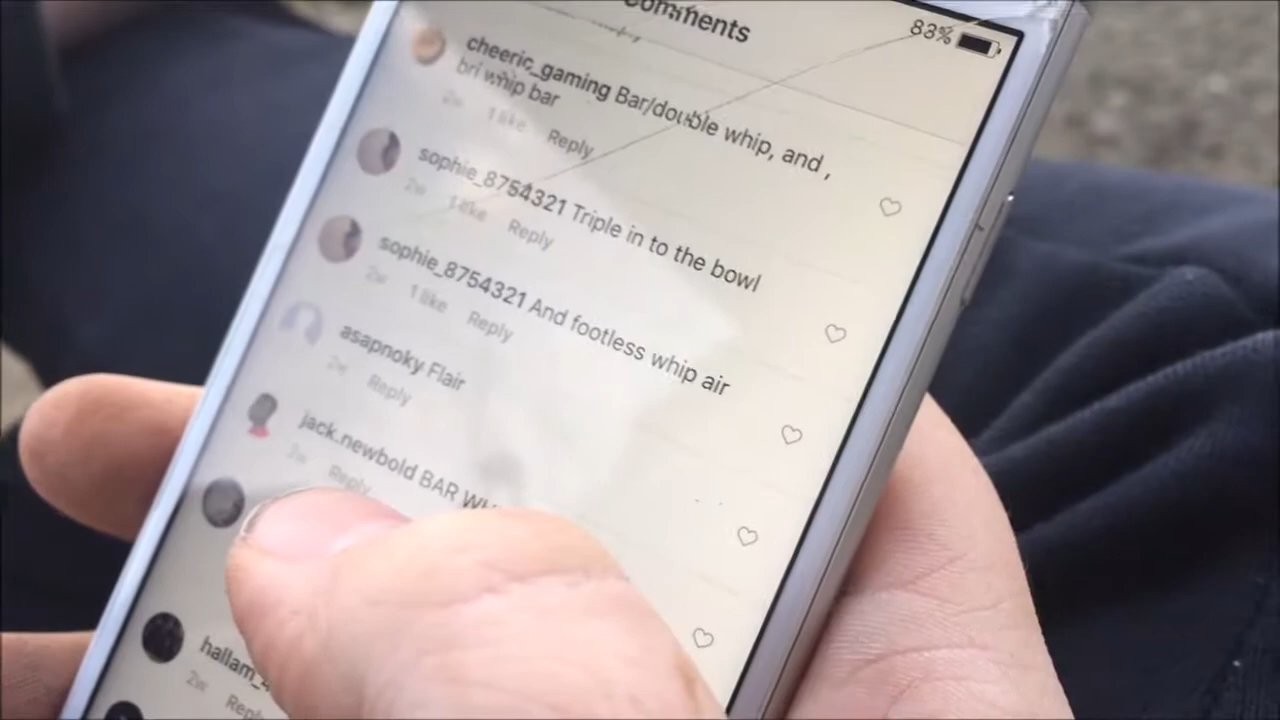 Comments
83%
cheeric_gaming Bar/double whip, and ,
bri whip bar
2w 1 like Reply
sophie_8754321 Triple in to the bowl
2w 1 like Reply
sophie_8754321 And footless whip air
2w 1 like Reply
asapnoky Flair
2w Reply
jack.newbold BAR
Reply
2w